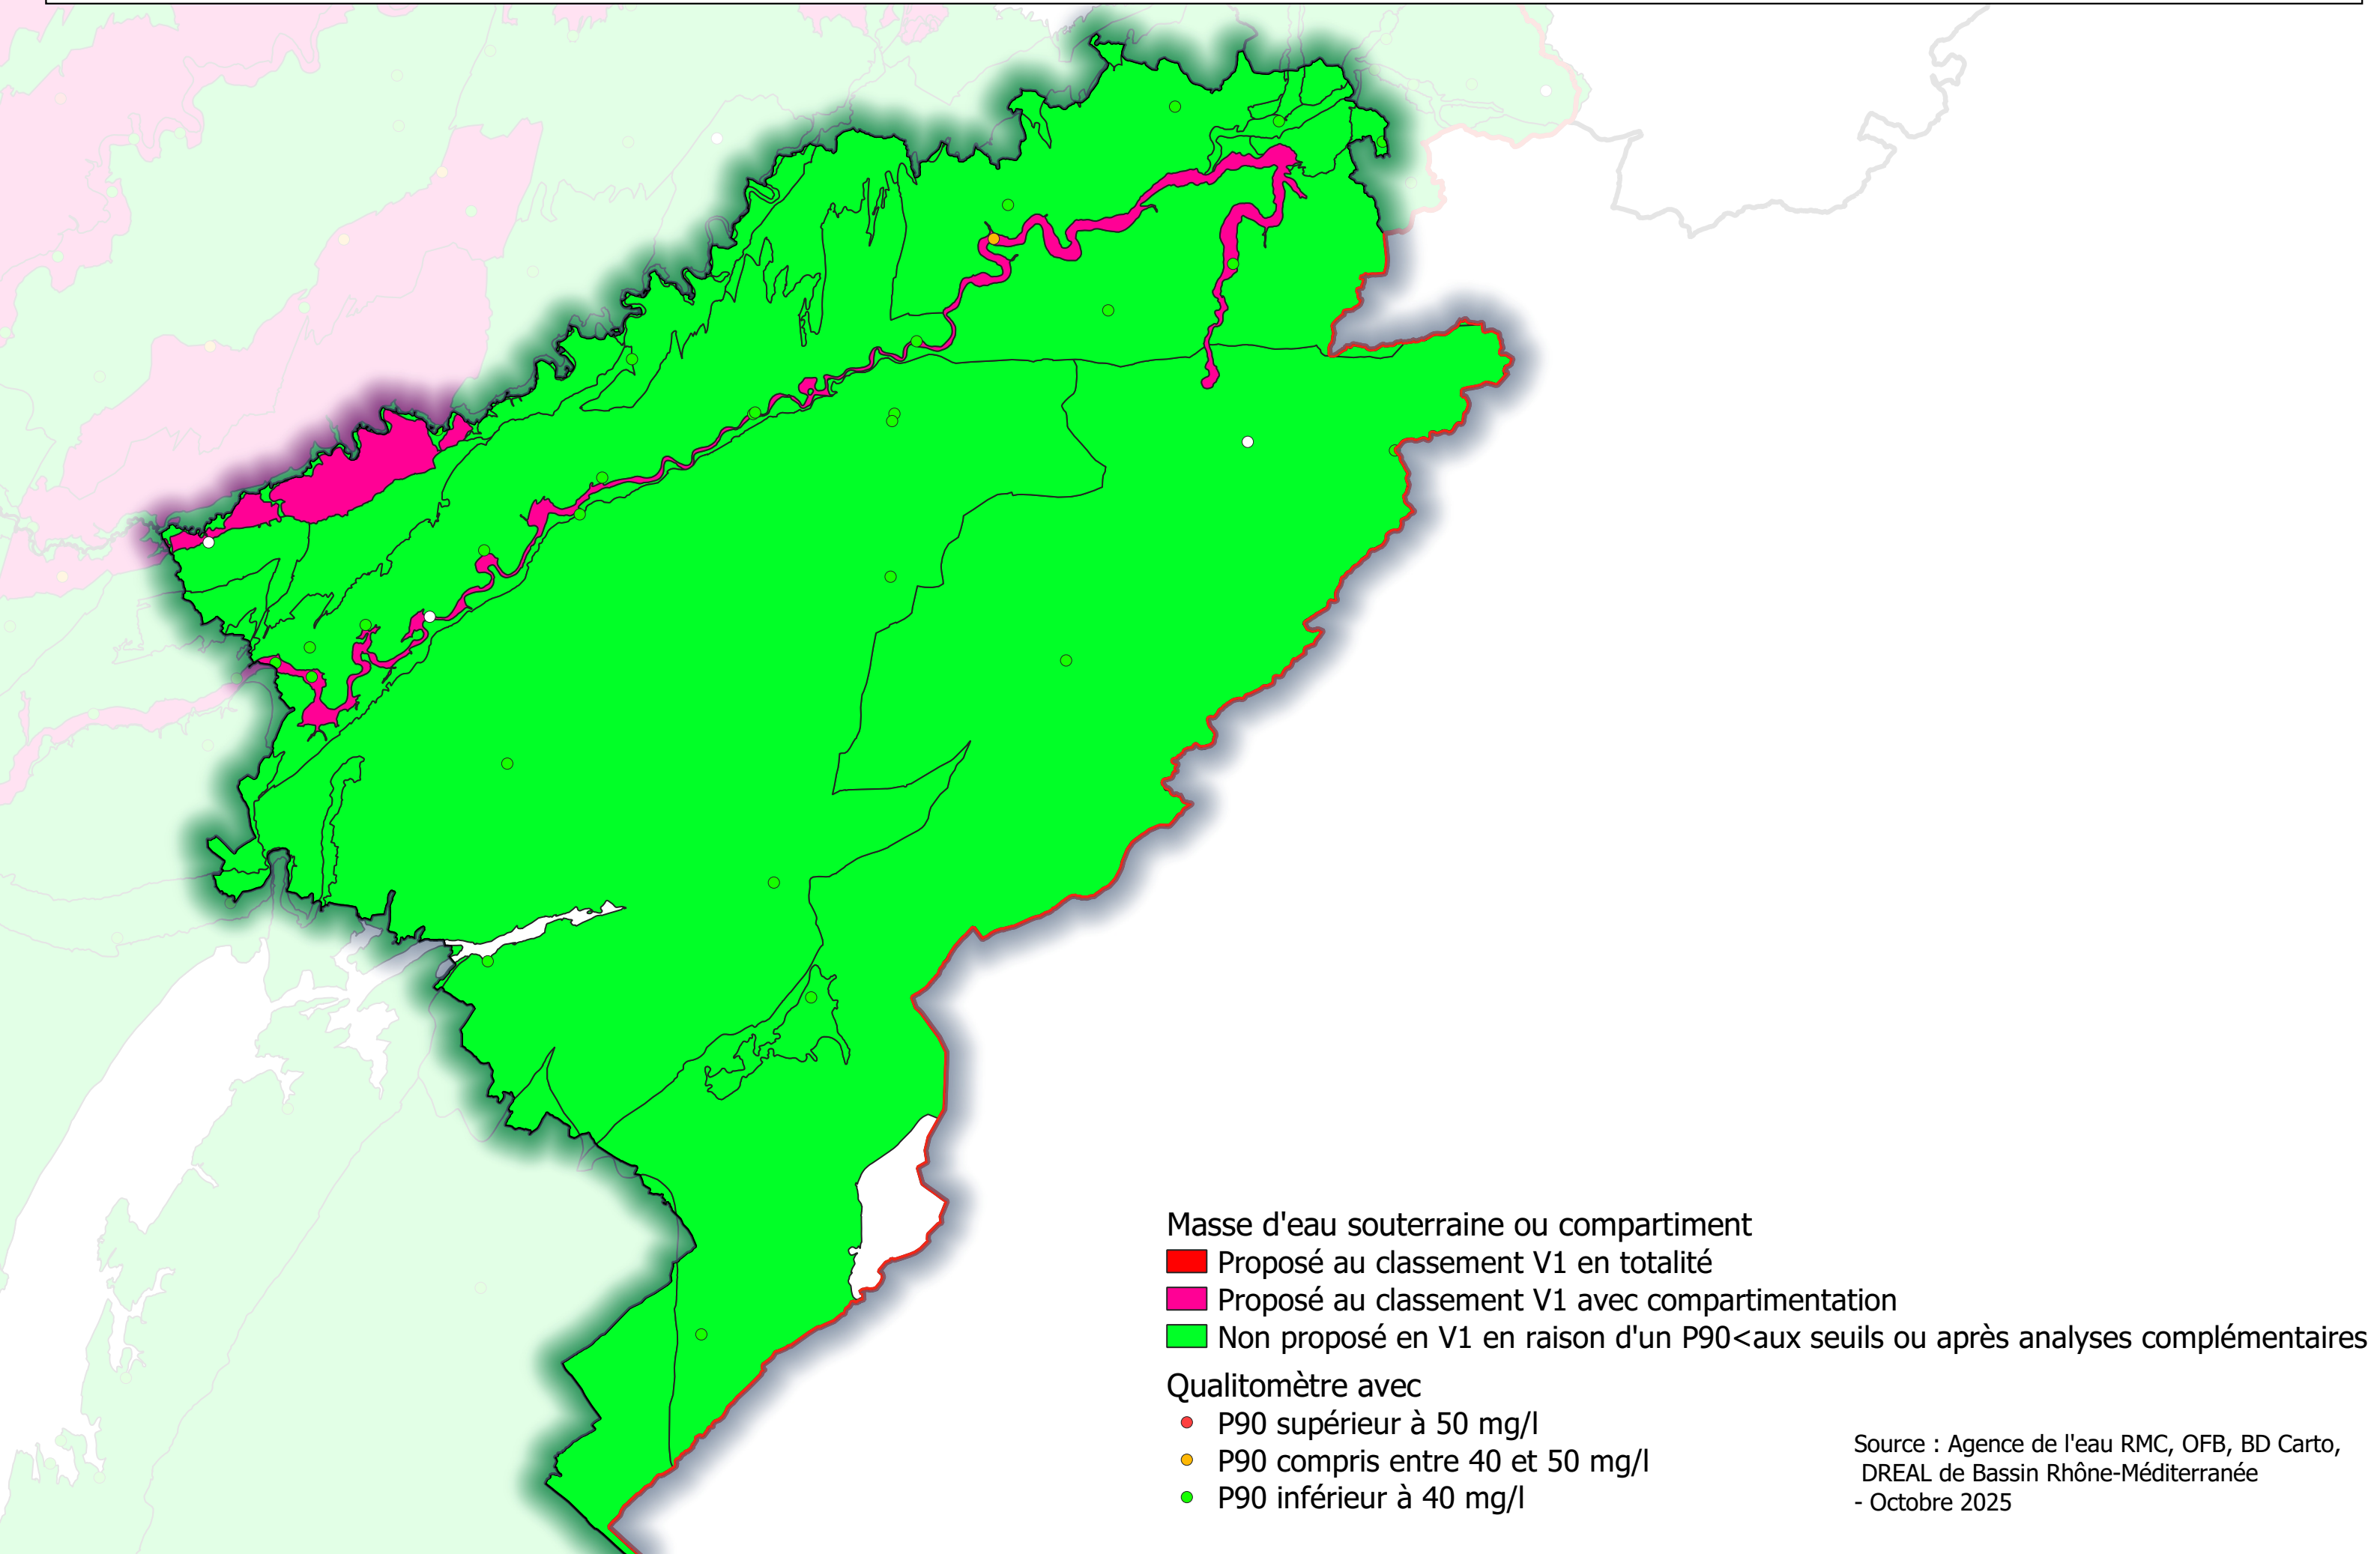 Masse d'eau souterraine ou compartiment
Proposé au classement V1 en totalité
Proposé au classement V1 avec compartimentation
Non proposé en V1 en raison d'un P90<aux seuils ou après analyses complémentaires
Qualitomètre avec
P90 supérieur à 50 mg/l
P90 compris entre 40 et 50 mg/l
P90 inférieur à 40 mg/l
Source : Agence de l'eau RMC, OFB, BD Carto,
DREAL de Bassin Rhône-Méditerranée
- Octobre 2025